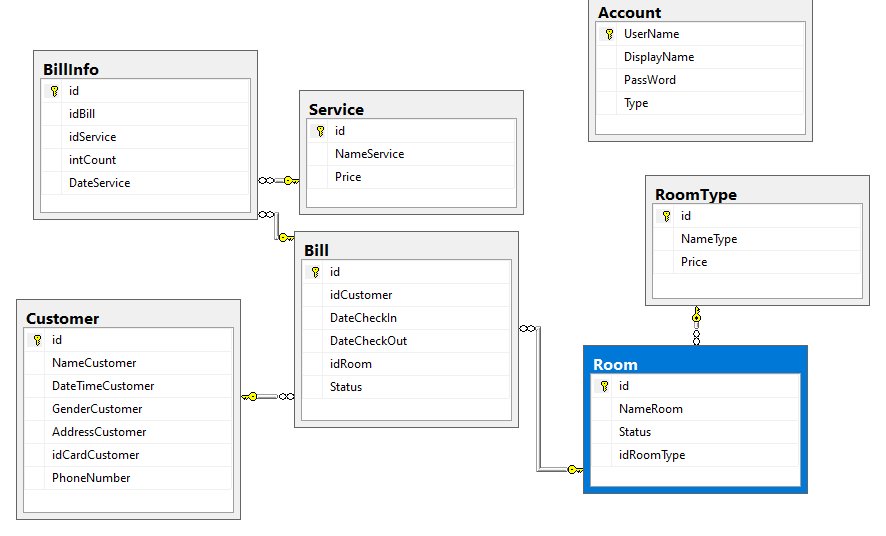 Account
UserName
DisplayName
PassWord
Type
BillInfo
id
idBill
idService
intCount
DateService
Service
id
NameService
Price
RoomType
id
NameType
Price
Bill
id
idCustomer
DateCheckIn
DateCheckOut
idRoom
Status
Customer
id
NameCustomer
DateTimeCustomer
GenderCustomer
AddressCustomer
idCardCustomer
PhoneNumber
Room
id
NameRoom
Status
idRoomType